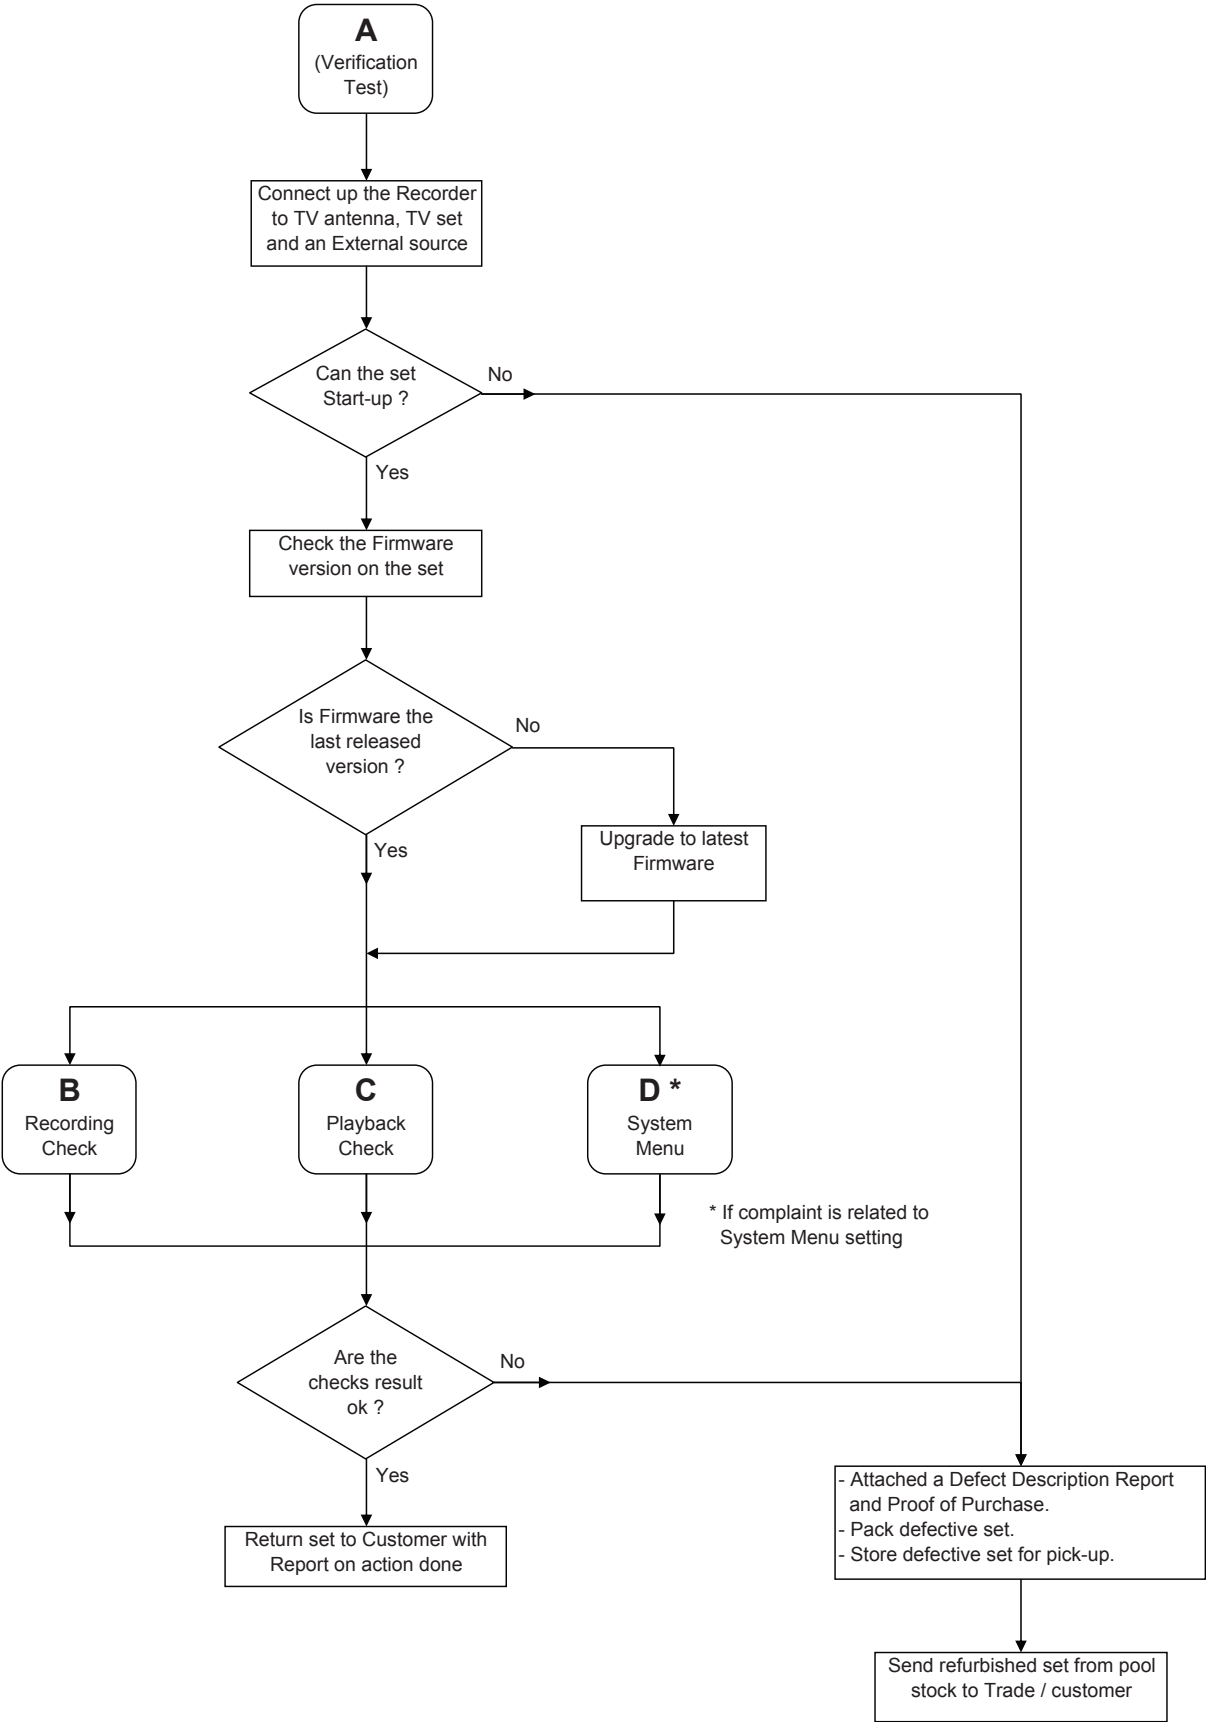 A
(Verification
Test)
Connect up the Recorder
to TV antenna, TV set
and an External source
Can the set
Start-up ?
No
Yes
Check the Firmware
version on the set
Is Firmware the
last released
version ?
No
Yes
Upgrade to latest
Firmware
B
Recording
Check
C
Playback
Check
D *
System
Menu
* If complaint is related to
System Menu setting
Are the
checks result
ok ?
No
Yes
Return set to Customer with
Report on action done
- Attached a Defect Description Report
and Proof of Purchase.
- Pack defective set.
- Store defective set for pick-up.
Send refurbished set from pool
stock to Trade / customer